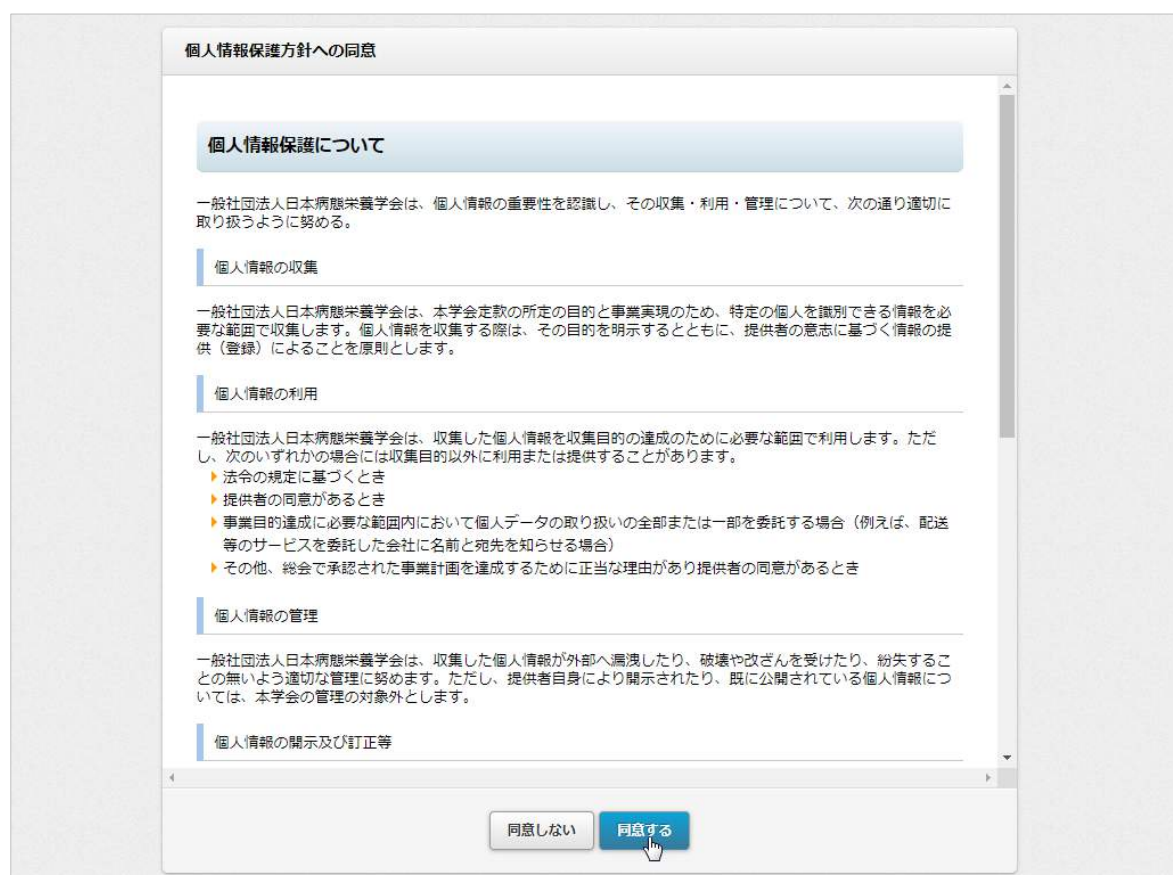 個人情報保護方針への同意
個人情報保護について
一般社団法人日本病態栄養学会は、個人情報の重要性を認識し、その収集・利用・管理について、次の通り適切に
取り扱うように努める。
個人情報の収集
一般社団法人日本病態栄養学会は、本学会定款の所定の目的と事業実現のため、特定の個人を識別できる情報を必
要な範囲で収集します。個人情報を収集する際は、その目的を明示するとともに、提供者の意志に基づく情報の提
供（登録）によることを原則とします。
個人情報の利用
一般社団法人日本病態栄養学会は、収集した個人情報を収集目的の達成のために必要な範囲で利用します。ただ
し、次のいずれかの場合には収集目的以外に利用または提供することがあります。
法令の規定に基づくとき
提供者の同意があるとき
事業目的達成に必要な範囲内において個人データの取り扱いの全部または一部を委託する場合（例えば、配送
等のサービスを委託した会社に名前と宛先を知らせる場合）
その他、総会で承認された事業計画を達成するために正当な理由があり提供者の同意があるとき
個人情報の管理
一般社団法人日本病態栄養学会は、収集した個人情報が外部へ漏洩したり、破壊や改ざんを受けたり、紛失するこ
との無いよう適切な管理に努めます。ただし、提供者自身により開示されたり、既に公開されている個人情報につ
いては、本学会の管理の対象外とします。
個人情報の開示及び訂正等
同意しない 同意する